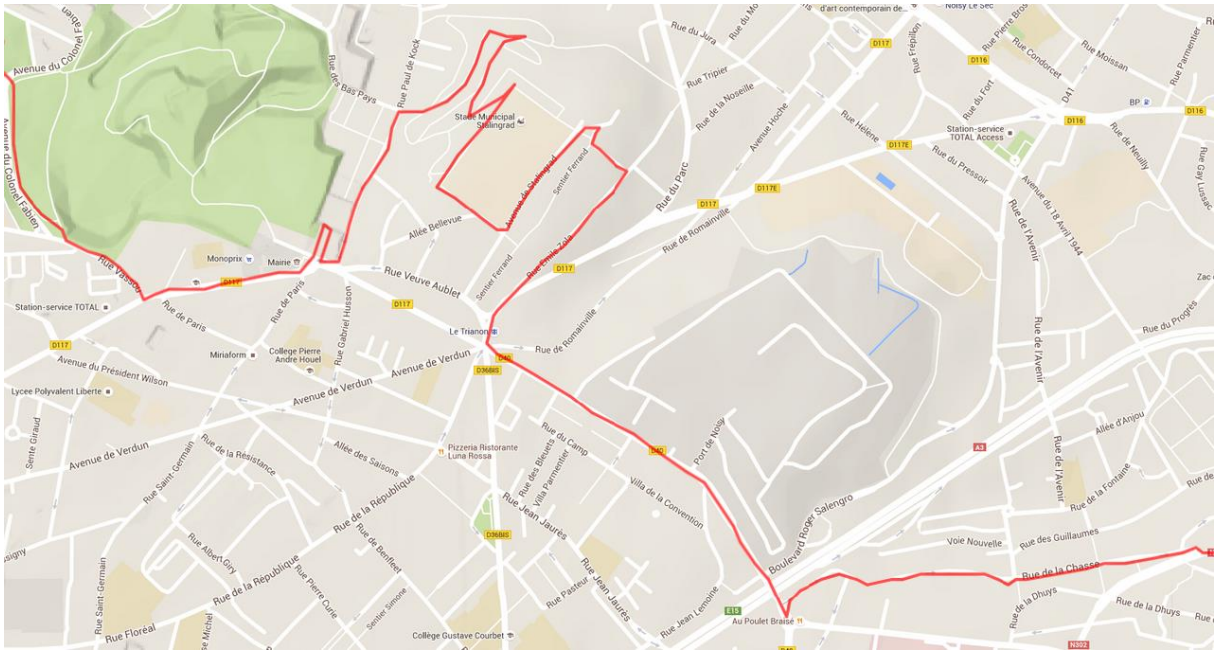 d'art contemporain de...
Noisy Le Sec
Avenue du Colonel Fabien
Rue des Bas Pays
Rue Paul de Kock
Rue du Jura
D117
Rue Frépillon
D116
Rue Condorcet
Rue Moissan
Rue Parmentier
Rue Tripier
Rue de la Noseille
Avenue Hoche
Rue du Fort
D41
BP
D116
D116
Stade Municipal
Stalingrad
Rue Hélène
Station-service
TOTAL Access
D117E
Rue du Pressoir
Rue de Neuilly
Rue Gay Lussac
Avenue du Colonel Fabien
Avenue de Stalingrad
Sentier Ferrand
Rue du Parc
D117E
D117
Avenue du 18 Avril 1944
Rue de l'Avenir
Allée Bellevue
Rue de Romainville
Rue Emile Zola
Monoprix
Mairie
Rue Vassou
D117
Rue Veuve Aublet
Sentier Ferrand
D117
Zac
Station-service TOTAL
Rue de Paris
Rue de Paris
D117
Rue Gabriel Husson
Le Trianon
Rue de Romainville
Rue du Progrès
D117
Miriaform
College Pierre
Andre Houel
Avenue de Verdun
D40
D36BIS
Rue de l'Avenir
Avenue du Président Wilson
Lycee Polyvalent Liberte
Avenue de Verdun
Sente Giraud
Avenue de Verdun
Rue de la Résistance
Allée des Saisons
Pizzeria Ristorante
Luna Rossa
Rue du Camp
Rue des Bleuets
Villa Parmentier
D40
Port de Noisy
A3
Allée d'Anjou
Rue Saint-Germain
Rue de la République
Villa de la Convention
Rue de l'Avenir
Rue de la Fontaine
Rue Jean Jaurès
D36BIS
Boulevard Roger Salengro
Voie Nouvelle
Rue des Guillaumes
Rue Albert Giry
Rue de la République
Rue de Benfleet
Rue de la Chasse
Rue Saint-Germain
Rue Pierre Curie
Sentier Simone
Rue Pasteur
Rue Jean Jaurès
Rue Jean Lemoine
E15
Rue de la Dhuys
Rue de la Dhuys
Rue Floréal
Collège Gustave Courbet
Au Poulet Braisé
N302
D40